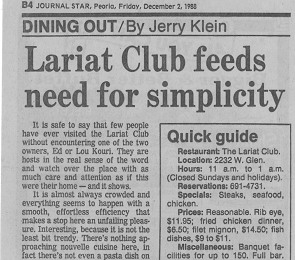 B4 JOURNAL STAR, Peoria, Friday, December 2, 1988
DINING OUT/By Jerry Klein
Lariat Club feeds
need for simplicity
It is safe to say that few people
have ever visited the Lariat Club
without encountering one of the two
owners, Ed or Lou Kouri. They are
hosts in the real sense of the word
and watch over the place with as
much care and attention as if this
were their home — and it shows.
It is almost always crowded and
everything seems to happen with a
smooth, effortless efficiency that
makes a stop here an unfailing pleas-
ure. Interesting, because it is not the
least bit trendy. There's nothing ap-
proaching nouvelle cuisine here, in
fact there's not even a pasta dish on
Quick guide
Restaurant: The Lariat Club.
Location: 2232 W. Glen.
Hours: 11 a.m. to 1 a.m.
(Closed Sundays and holidays).
Reservations: 691-4731.
Specials: Steaks, seafood,
chicken.
Prices: Reasonable. Rib eye,
$11.95; fried chicken dinner,
$6.50; filet mignon, $14.50; fish
dishes, $9 to $11.
Miscellaneous: Banquet fa-
cilities for up to 150. Full bar.